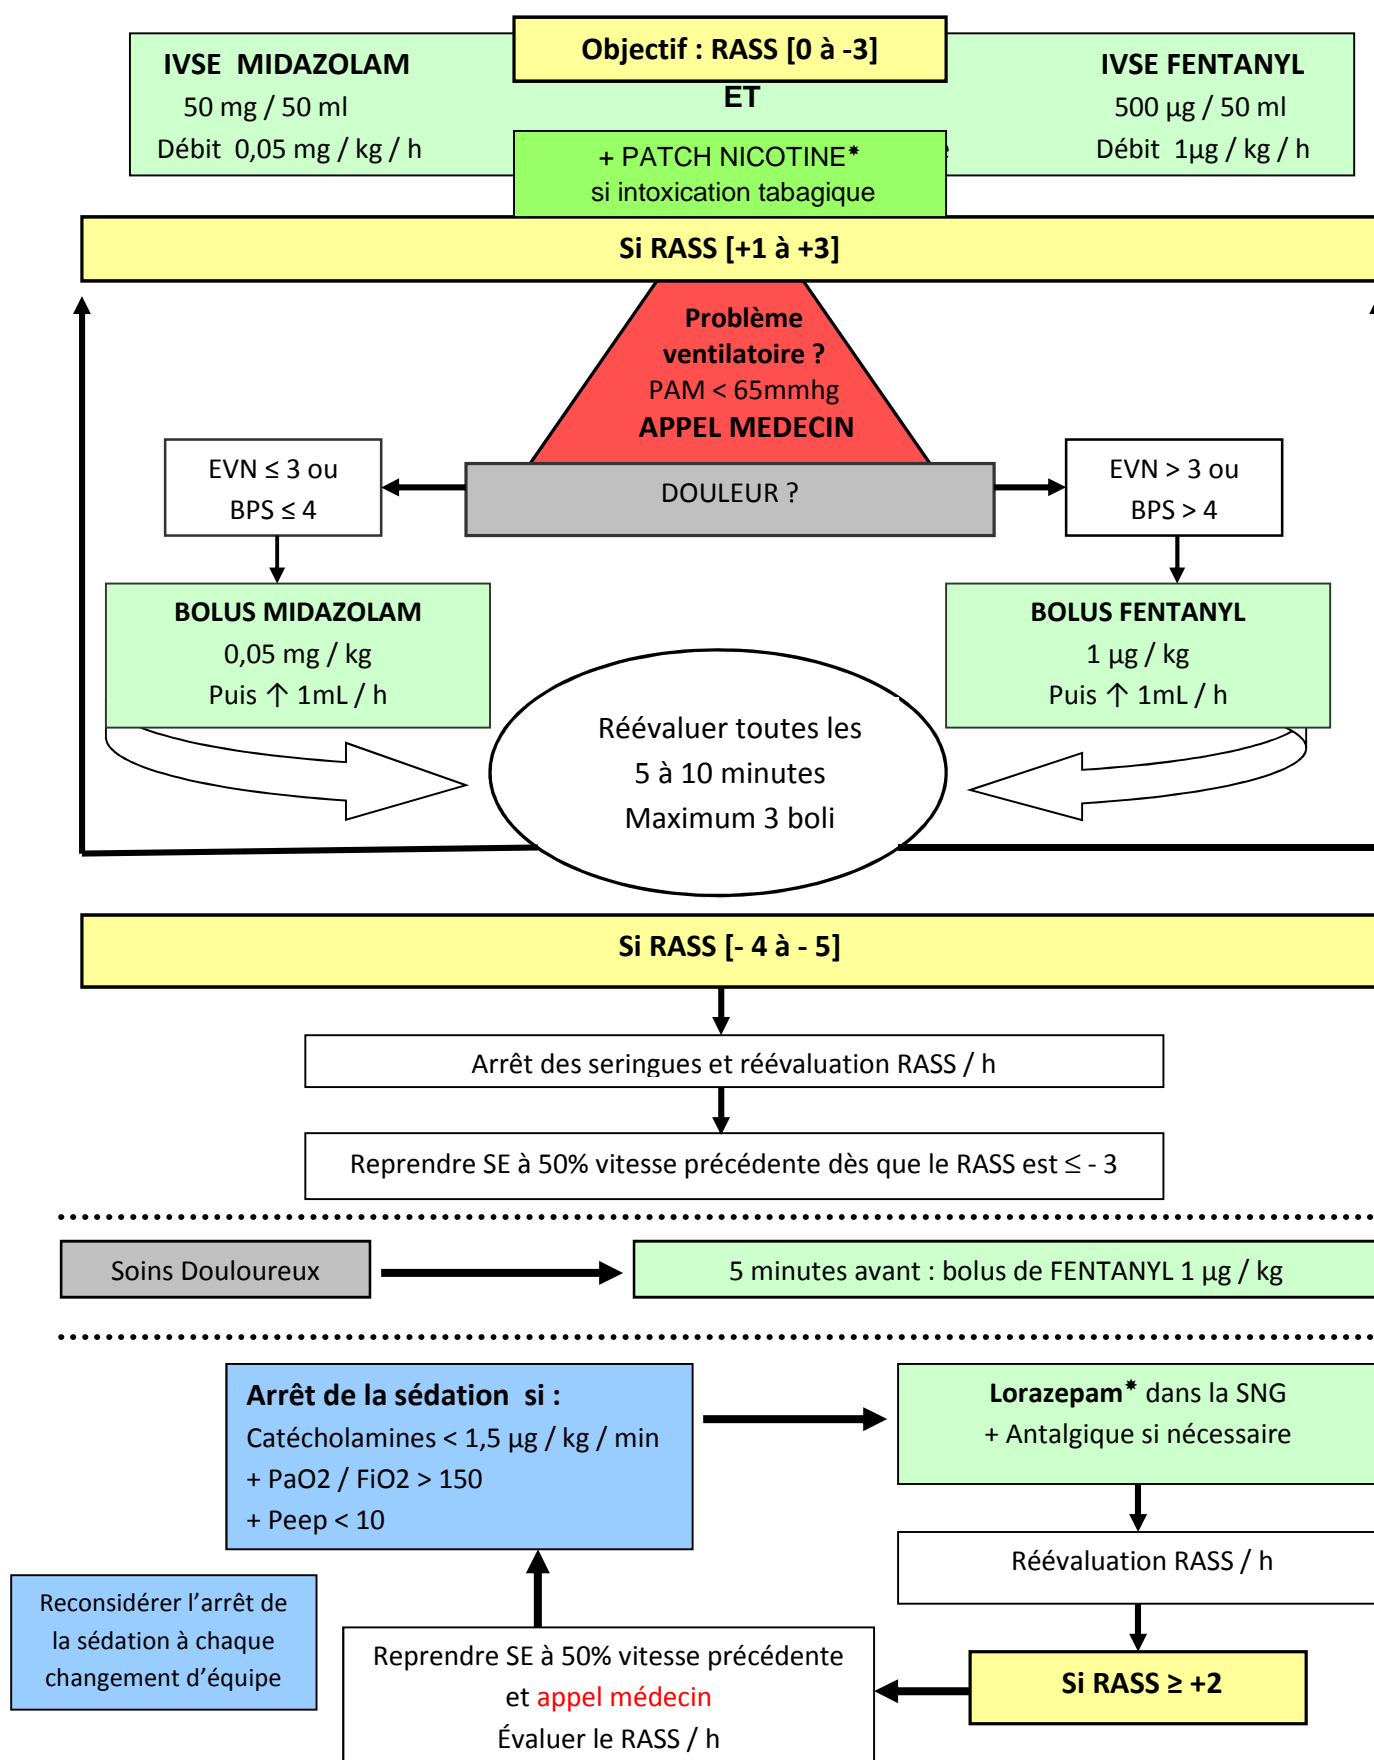 Objectif : RASS [0 à -3]
IVSE  MIDAZOLAM
50 mg / 50 ml
Débit  0,05 mg / kg / h
ET
IVSE FENTANYL
500 µg / 50 ml
Débit  1µg / kg / h
+ PATCH NICOTINE*
si intoxication tabagique
Si RASS [+1 à +3]
Problème
ventilatoire ?
PAM < 65mmhg
APPEL MEDECIN
DOULEUR ?
EVN ≤ 3 ou
BPS ≤ 4
EVN > 3 ou
BPS > 4
BOLUS MIDAZOLAM
0,05 mg / kg
Puis ↑ 1mL / h
BOLUS FENTANYL
1 µg / kg
Puis ↑ 1mL / h
Réévaluer toutes les
5 à 10 minutes
Maximum 3 boli
Si RASS [- 4 à - 5]
Arrêt des seringues et réévaluation RASS / h
Reprendre SE à 50% vitesse précédente dès que le RASS est ≤ - 3
Soins Douloureux
5 minutes avant : bolus de FENTANYL 1 µg / kg
Arrêt de la sédation  si :
Catécholamines < 1,5 µg / kg / min
+ PaO2 / FiO2 > 150
+ Peep < 10
Lorazepam* dans la SNG
+ Antalgique si nécessaire
Réévaluation RASS / h
Si RASS ≥ +2
Reprendre SE à 50% vitesse précédente
et appel médecin
Évaluer le RASS / h
Reconsidérer l’arrêt de
la sédation à chaque
changement d’équipe